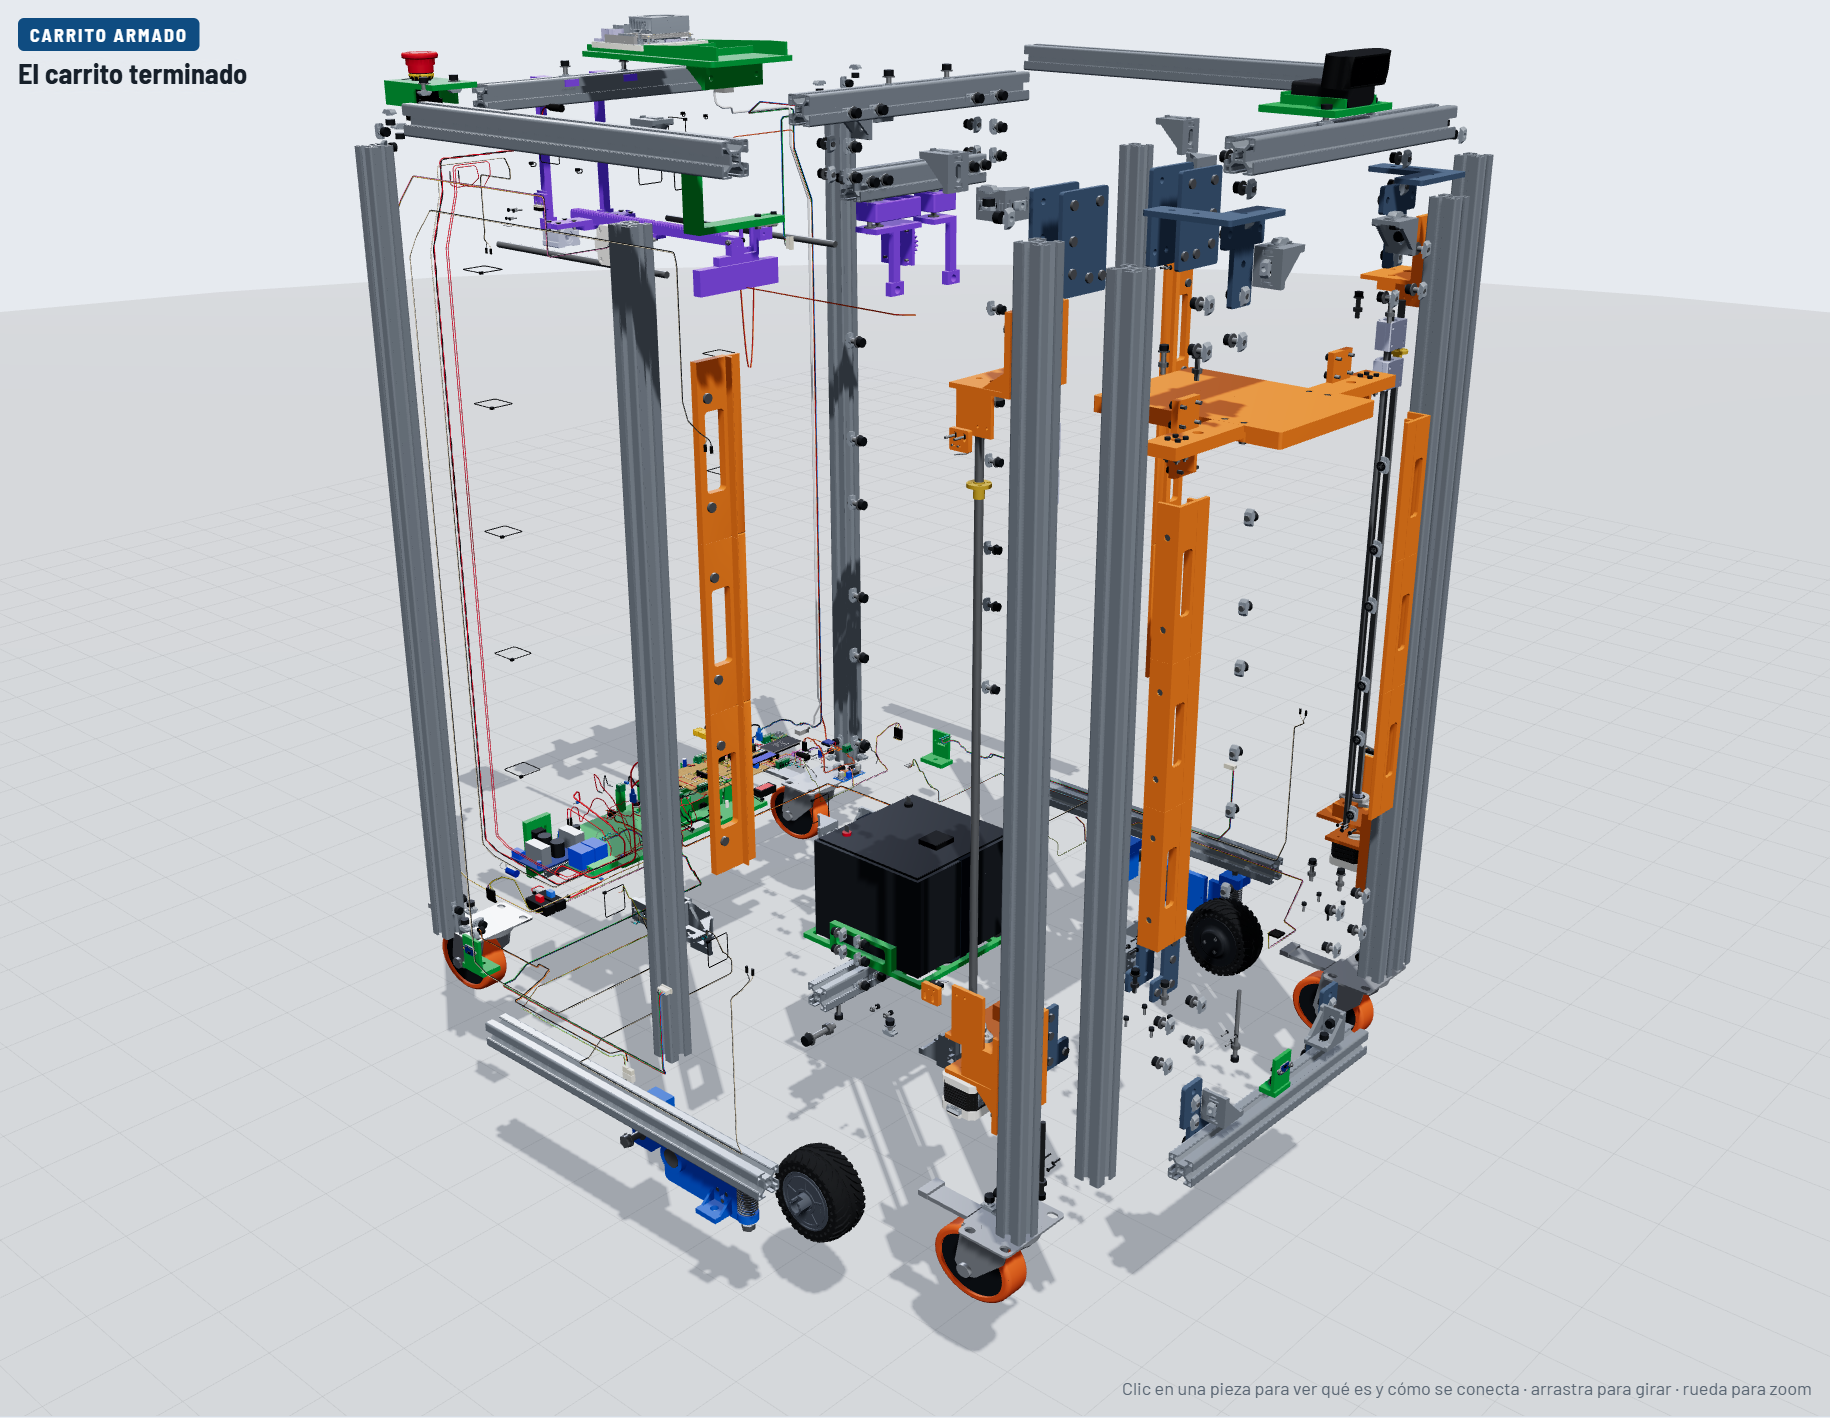 CARRITO ARMADO
El carrito terminado
Clic en una pieza para ver qué es y cómo se conecta · arrastra para girar · rueda para zoom